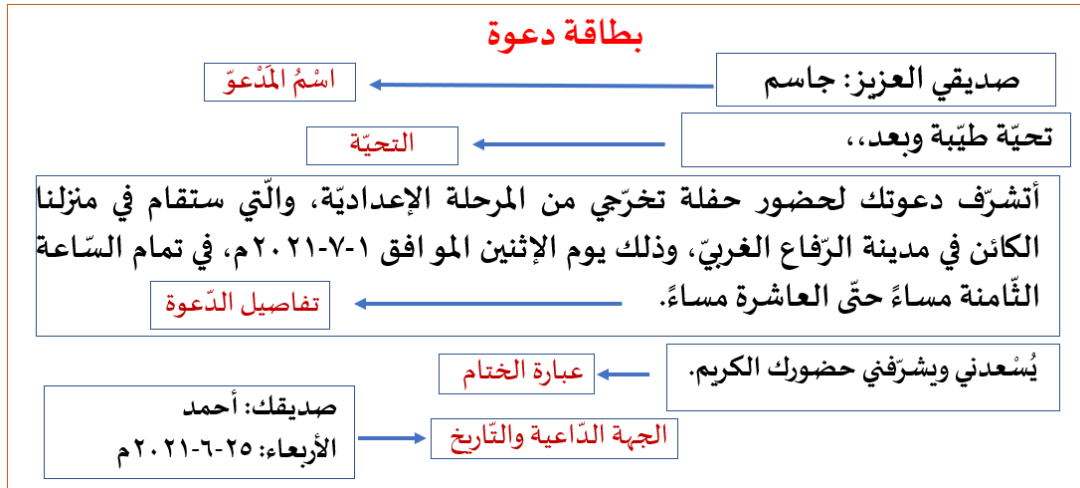 بطاقة دعوة
صديقي العزيز: جاسم
اسْمُ المَدْعوّ
تحيّة طيّبة وبعد،،
التحيّة
أتشرّف دعوتك لحضور حفلة تخرّجي من المرحلة الإعداديّة، والّتي ستقام في منزلنا
الكائن في مدينة الرّفاع الغربيّ، وذلك يوم الإثنين الموافق ١-٧-٢٠٢١م، في تمام السّاعة
الثّامنة مساءً حتّى العاشرة مساءً.
تفاصيل الدّعوة
يُسْعدني ويشرّفني حضورك الكريم.
عبارة الختام
صديقك: أحمد
الأربعاء: ٢٥-٦-٢٠٢١م
الجهة الدّاعية والتّاريخ